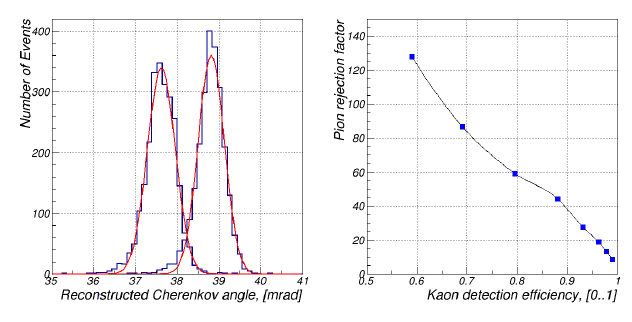 Number of Events
400
300
200
100
0
35 36 37 38 39 40 41
Reconstructed Cherenkov angle, [mrad]
Pion rejection factor
140
120
100
80
60
40
20
0
0.5 0.6 0.7 0.8 0.9 1
Kaon detection efficiency, [0..1]